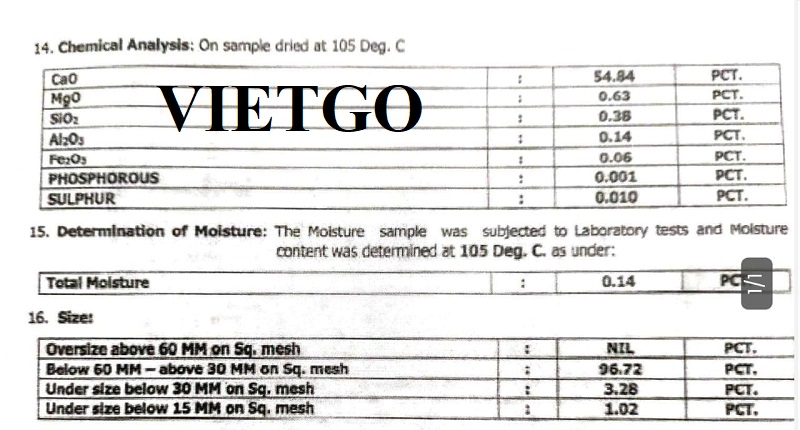 14. Chemical Analysis: On sample dried at 105 Deg. C
CaO : 54.84 PCT.
MgO : 0.63 PCT.
VIETGO
SiO₂ : 0.38 PCT.
Al₂O₃ : 0.14 PCT.
Fe₂O₃ : 0.06 PCT.
PHOSPHOROUS : 0.001 PCT.
SULPHUR : 0.010 PCT.
15. Determination of Moisture: The Moisture sample was subjected to Laboratory tests and Moisture
content was determined at 105 Deg. C. as under:
Total Moisture : 0.14 PCT
1/1
16. Size:
Oversize above 60 MM on Sq. mesh : NIL PCT.
Below 60 MM – above 30 MM on Sq. mesh : 96.72 PCT.
Under size below 30 MM on Sq. mesh : 3.28 PCT.
Under size below 15 MM on Sq. mesh : 1.02 PCT.